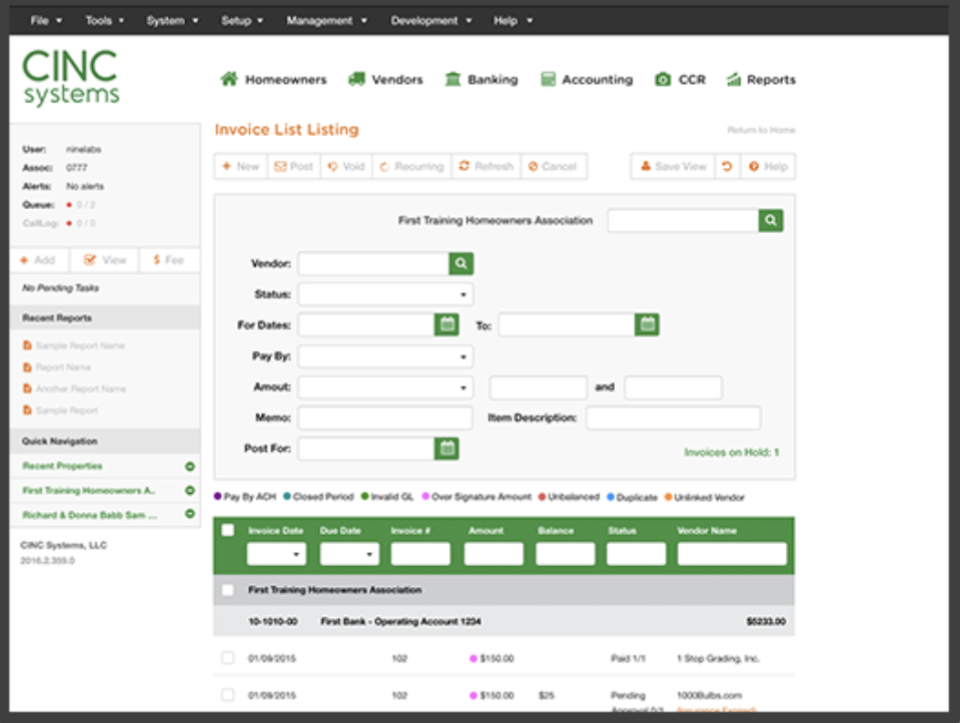 File Tools System Setup Management Development Help
CINC
systems
Homeowners Vendors Banking Accounting CCR Reports
Invoice List Listing
Return to Home
User: ninelabs
Assoc: 0777
Alerts: No alerts
Queue: 0 / 2
CallLog: 0 / 0
+ Add View $ Fee
No Pending Tasks
Recent Reports
Sample Report Name
Report Name
Another Report Name
Sample Report
Quick Navigation
Recent Properties
First Training Homeowners A..
Richard & Donna Babb Sam ...
CINC Systems, LLC
2016.2.359.0
+ New Post Void Recurring Refresh Cancel Save View Help
First Training Homeowners Association
Vendor:
Status:
For Dates: To:
Pay By:
Amout: and
Memo: Item Description:
Post For:
Invoices on Hold: 1
Pay By ACH Closed Period Invalid GL Over Signature Amount Unbalanced Duplicate Unlinked Vendor
Invoice Date Due Date Invoice # Amount Balance Status Vendor Name
First Training Homeowners Association
10-1010-00 First Bank - Operating Account 1234 $5233.00
01/09/2015 102 $150.00 Paid 1/1 1 Stop Grading, Inc.
01/09/2015 102 $150.00 $25 Pending 1000Bulbs.com